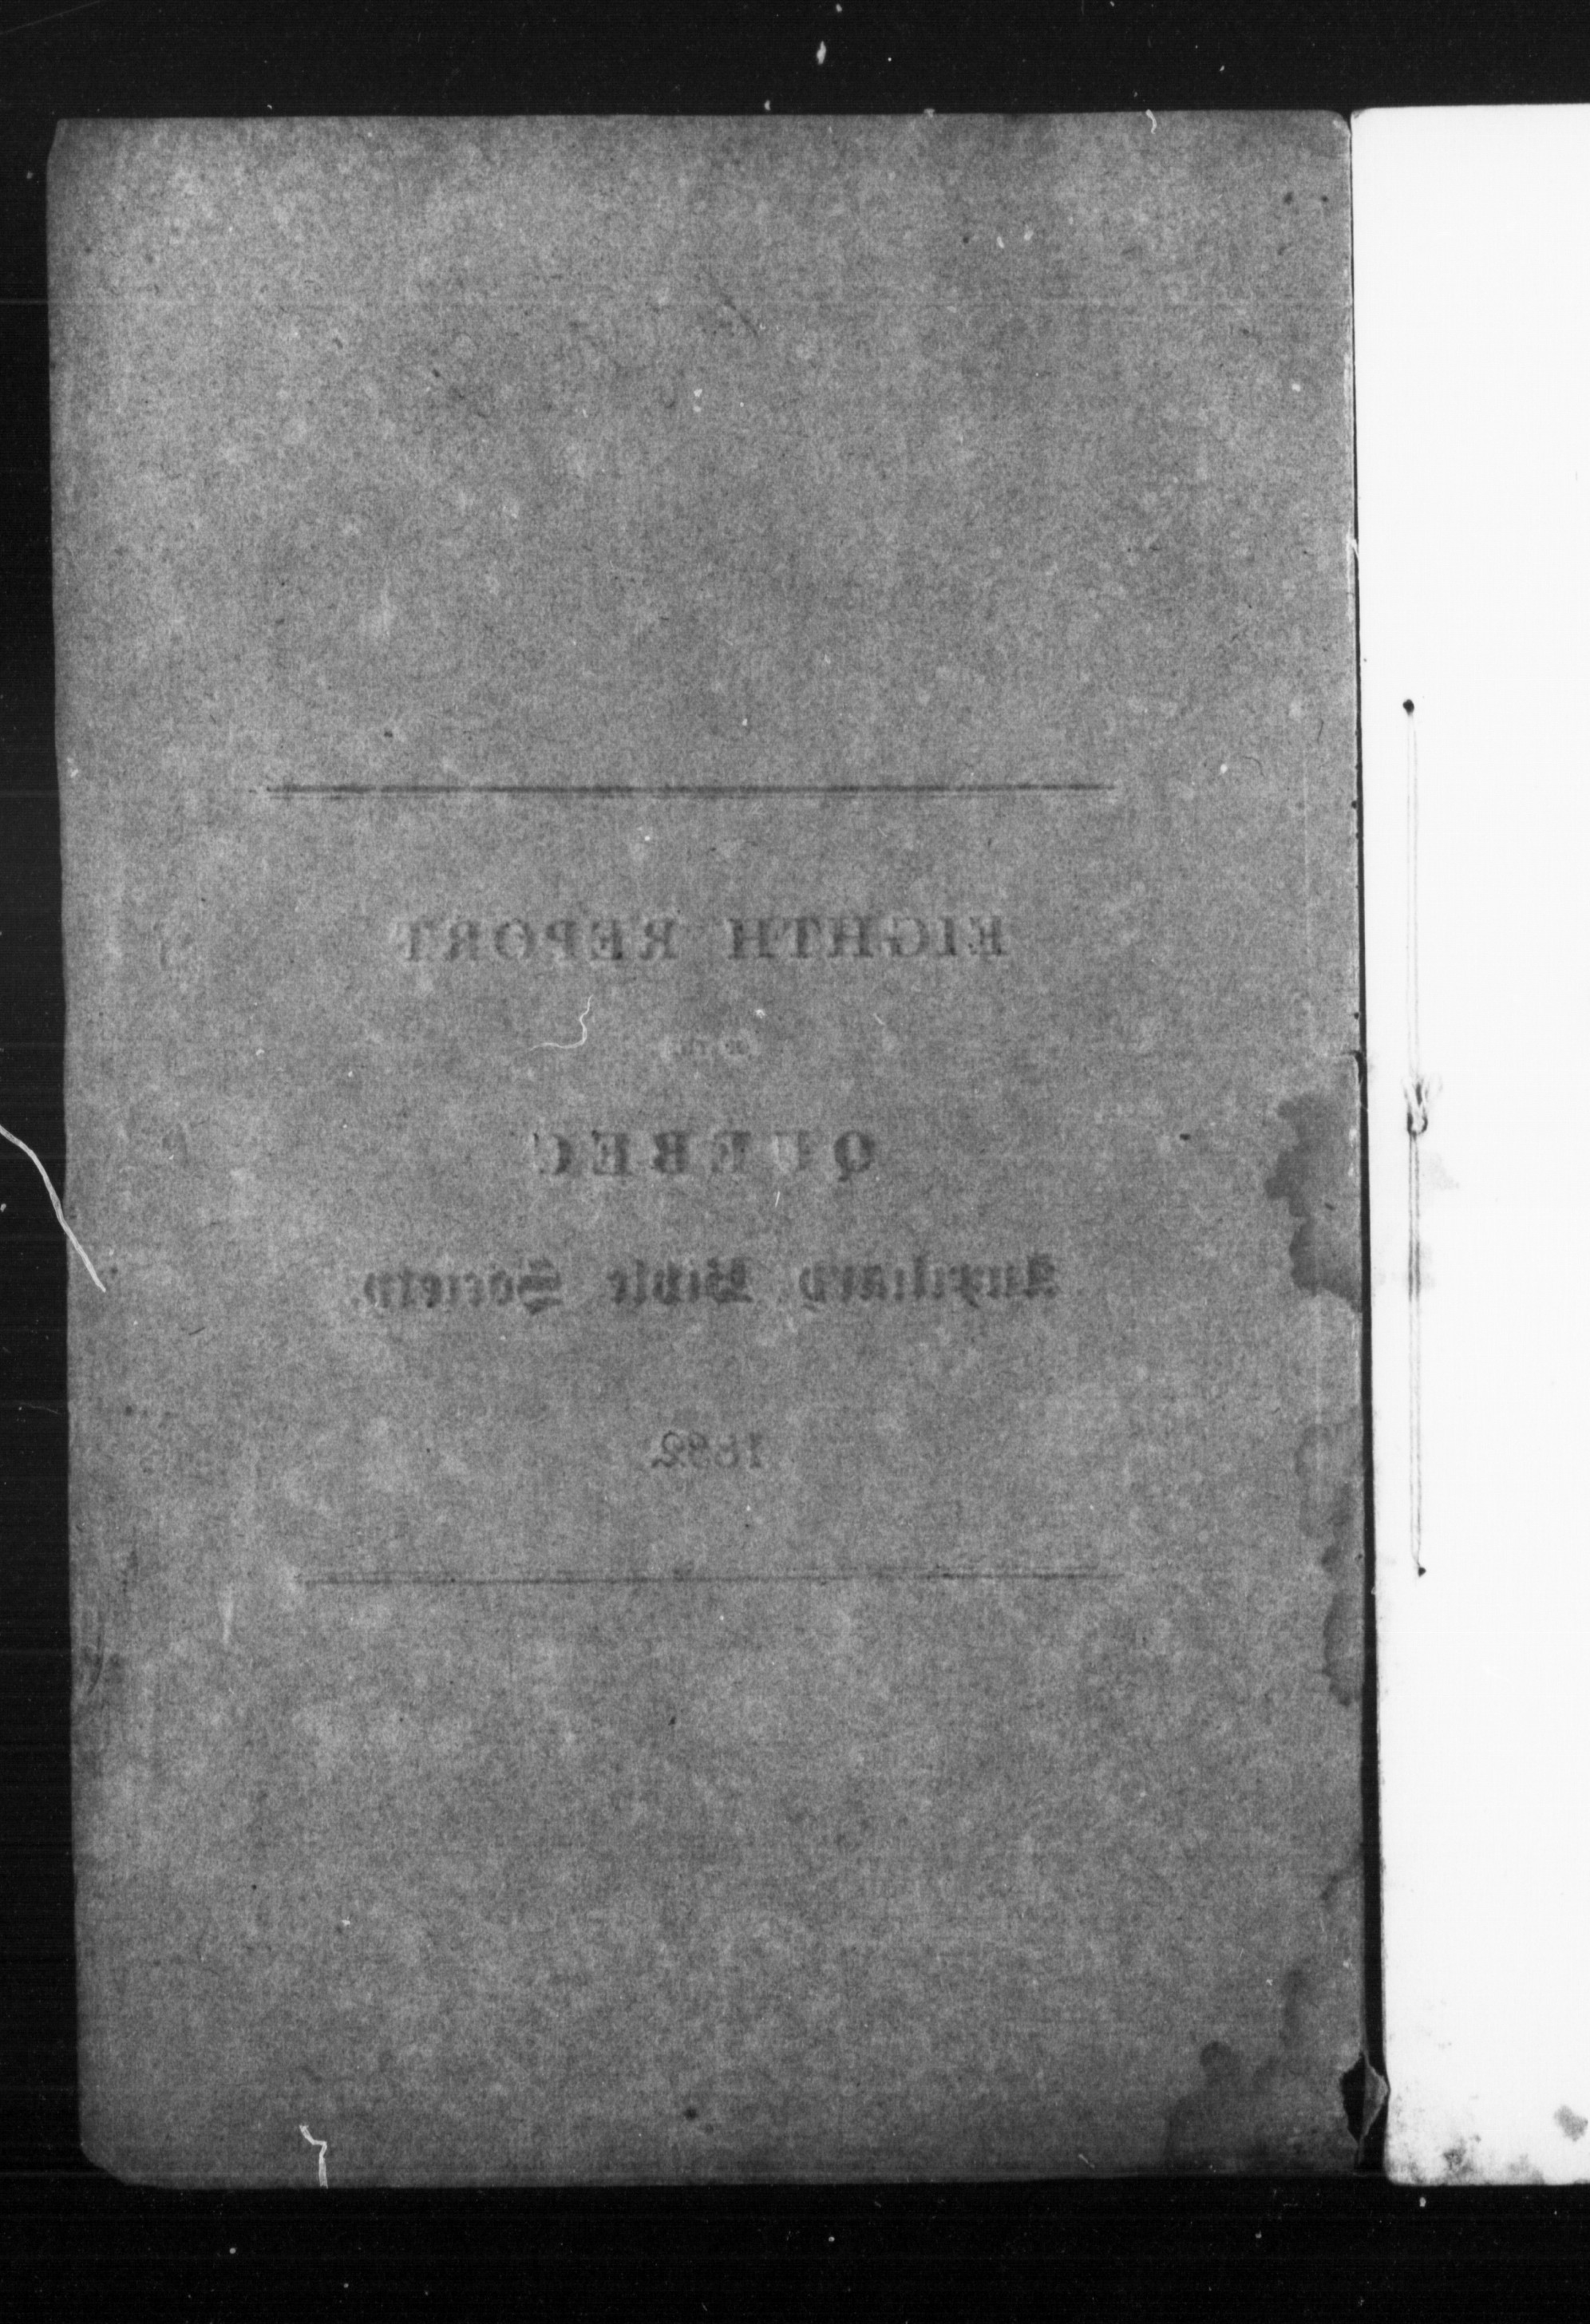 EIGHTH REPORT
QUEBEC
Auxiliary Bible Society.